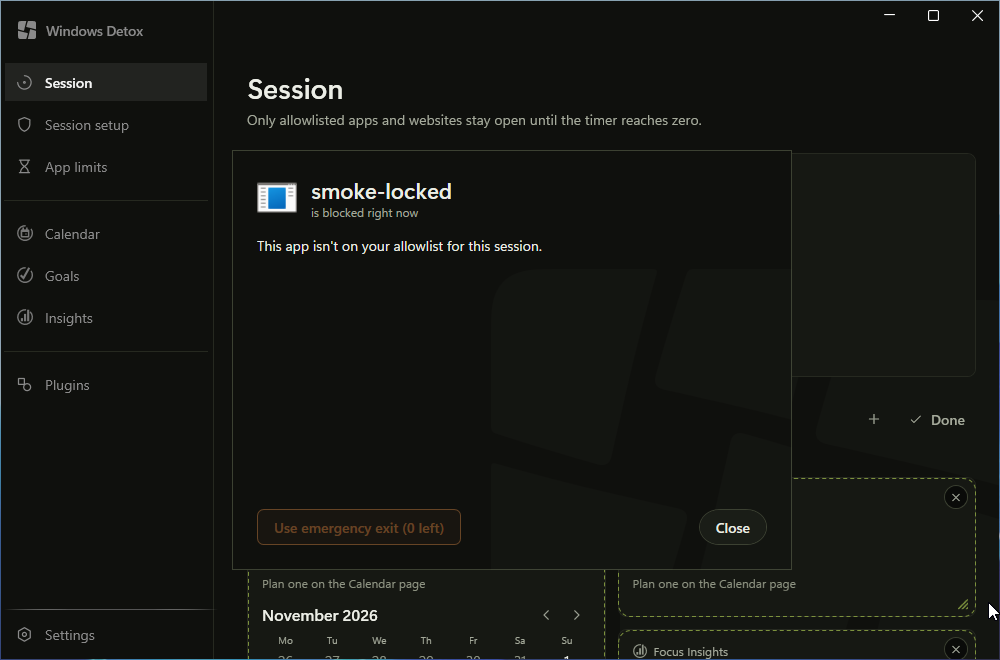 Windows Detox
Session
Session setup
App limits
Calendar
Goals
Insights
Plugins
Settings
Session
Only allowlisted apps and websites stay open until the timer reaches zero.
smoke-locked
is blocked right now
This app isn't on your allowlist for this session.
Use emergency exit (0 left)
Close
Done
Plan one on the Calendar page
November 2026
Mo Tu We Th Fr Sa Su
Plan one on the Calendar page
Focus Insights